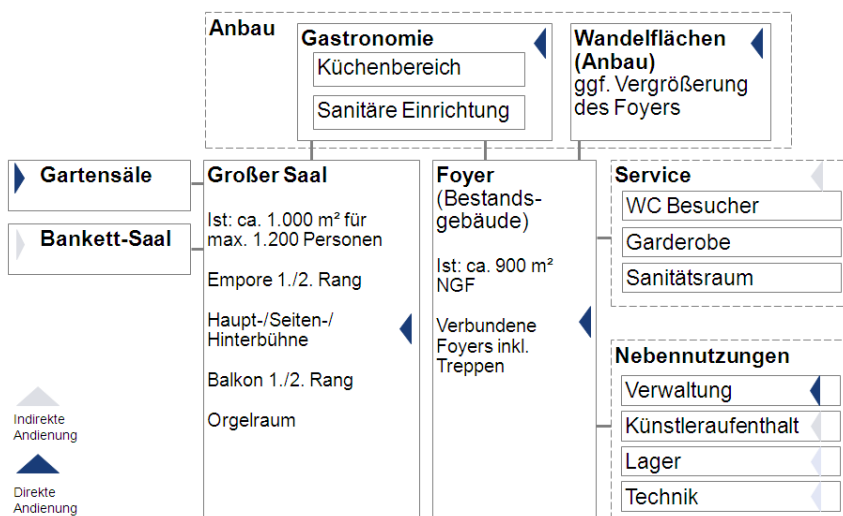 Anbau
Gastronomie
Küchenbereich
Sanitäre Einrichtung
Wandelflächen
(Anbau)
ggf. Vergrößerung
des Foyers
Gartensäle
Bankett-Saal
Großer Saal
Ist: ca. 1.000 m² für
max. 1.200 Personen
Empore 1./2. Rang
Haupt-/Seiten-/
Hinterbühne
Balkon 1./2. Rang
Orgelraum
Foyer
(Bestands-
gebäude)
Ist: ca. 900 m²
NGF
Verbundene
Foyers inkl.
Treppen
Service
WC Besucher
Garderobe
Sanitätsraum
Nebennutzungen
Verwaltung
Künstleraufenthalt
Lager
Technik
Indirekte
Andienung
Direkte
Andienung